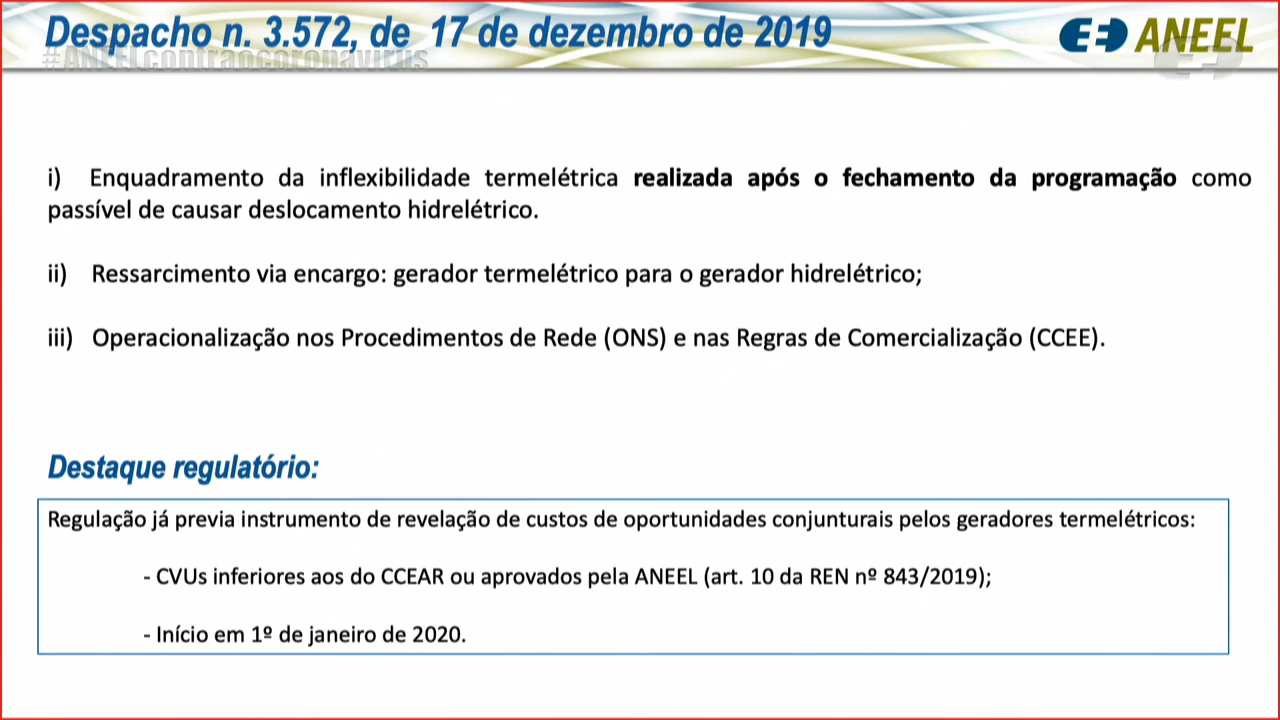 Despacho n. 3.572, de 17 de dezembro de 2019
#ANEELcontraocoronavírus
ANEEL
i) Enquadramento da inflexibilidade termelétrica realizada após o fechamento da programação como
passível de causar deslocamento hidrelétrico.
ii) Ressarcimento via encargo: gerador termelétrico para o gerador hidrelétrico;
iii) Operacionalização nos Procedimentos de Rede (ONS) e nas Regras de Comercialização (CCEE).
Destaque regulatório:
Regulação já previa instrumento de revelação de custos de oportunidades conjunturais pelos geradores termelétricos:
- CVUs inferiores aos do CCEAR ou aprovados pela ANEEL (art. 10 da REN nº 843/2019);
- Início em 1º de janeiro de 2020.